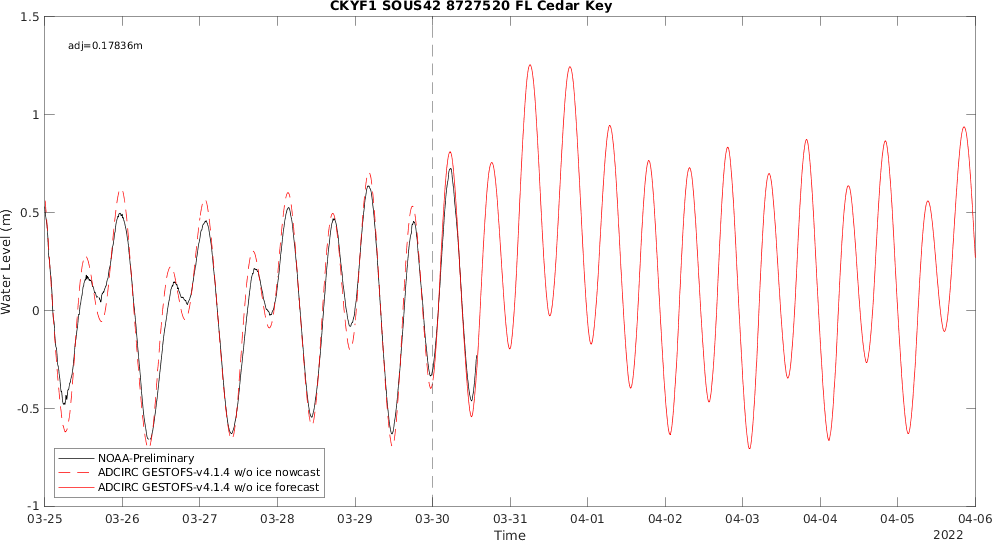 CKYF1 SOUS42 8727520 FL Cedar Key
adj=0.17836m
Water Level (m)
1.5
1
0.5
0
-0.5
-1
NOAA-Preliminary
ADCIRC GESTOFS-v4.1.4 w/o ice nowcast
ADCIRC GESTOFS-v4.1.4 w/o ice forecast
03-25 03-26 03-27 03-28 03-29 03-30 03-31 04-01 04-02 04-03 04-04 04-05 04-06
Time
2022